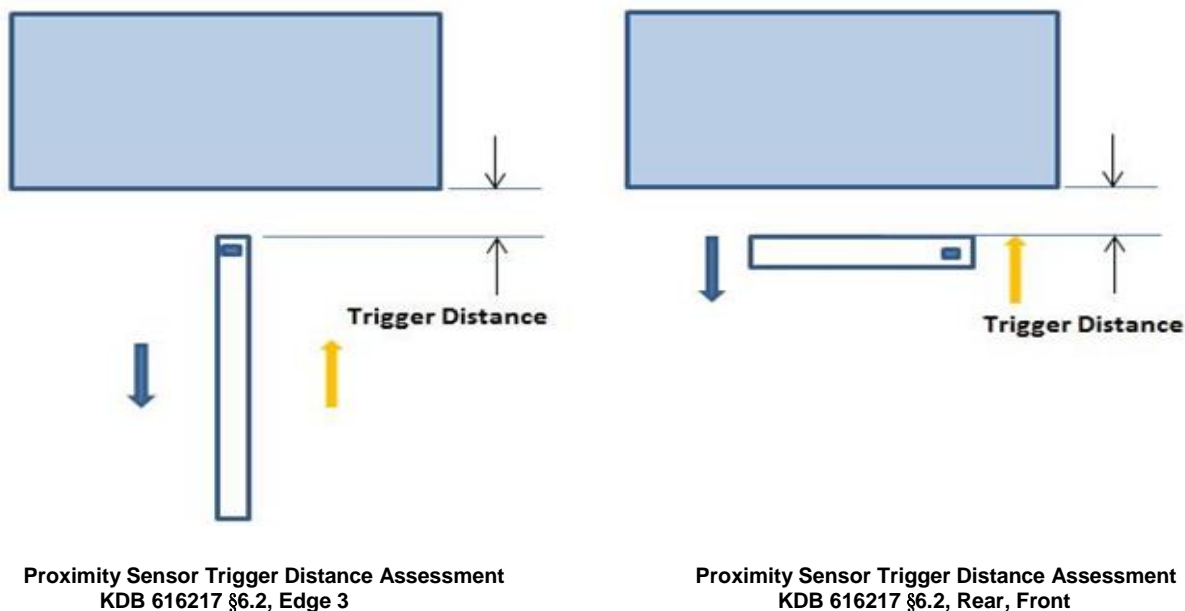 Trigger Distance
Trigger Distance
Proximity Sensor Trigger Distance Assessment
KDB 616217 §6.2, Edge 3
Proximity Sensor Trigger Distance Assessment
KDB 616217 §6.2, Rear, Front